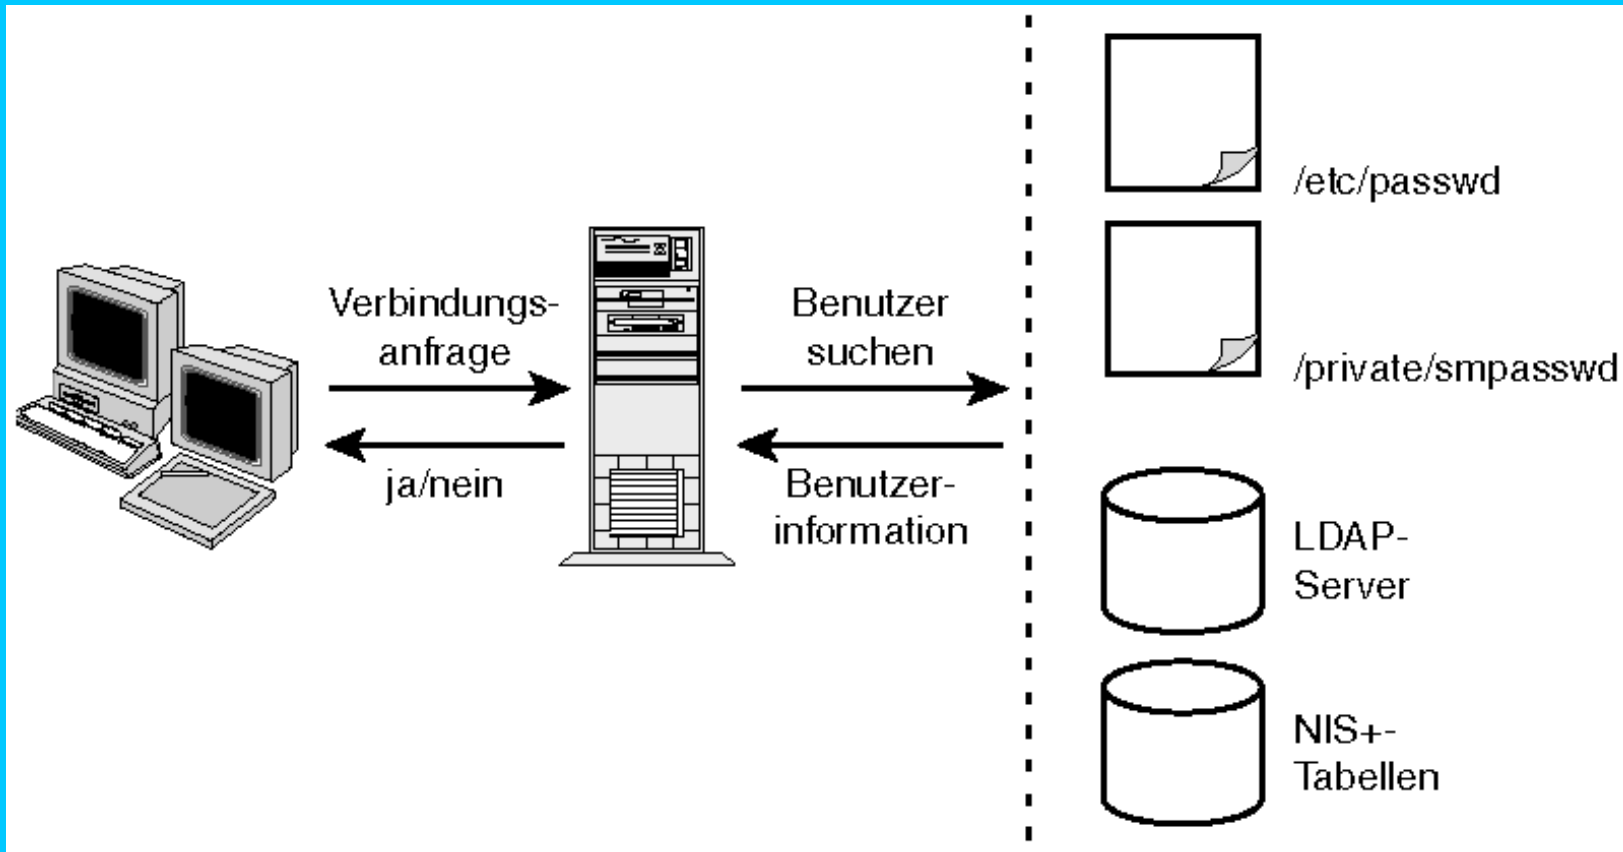 Verbindungs-
anfrage
ja/nein
Benutzer
suchen
Benutzer-
information
/etc/passwd
/private/smpasswd
LDAP-
Server
NIS+-
Tabellen